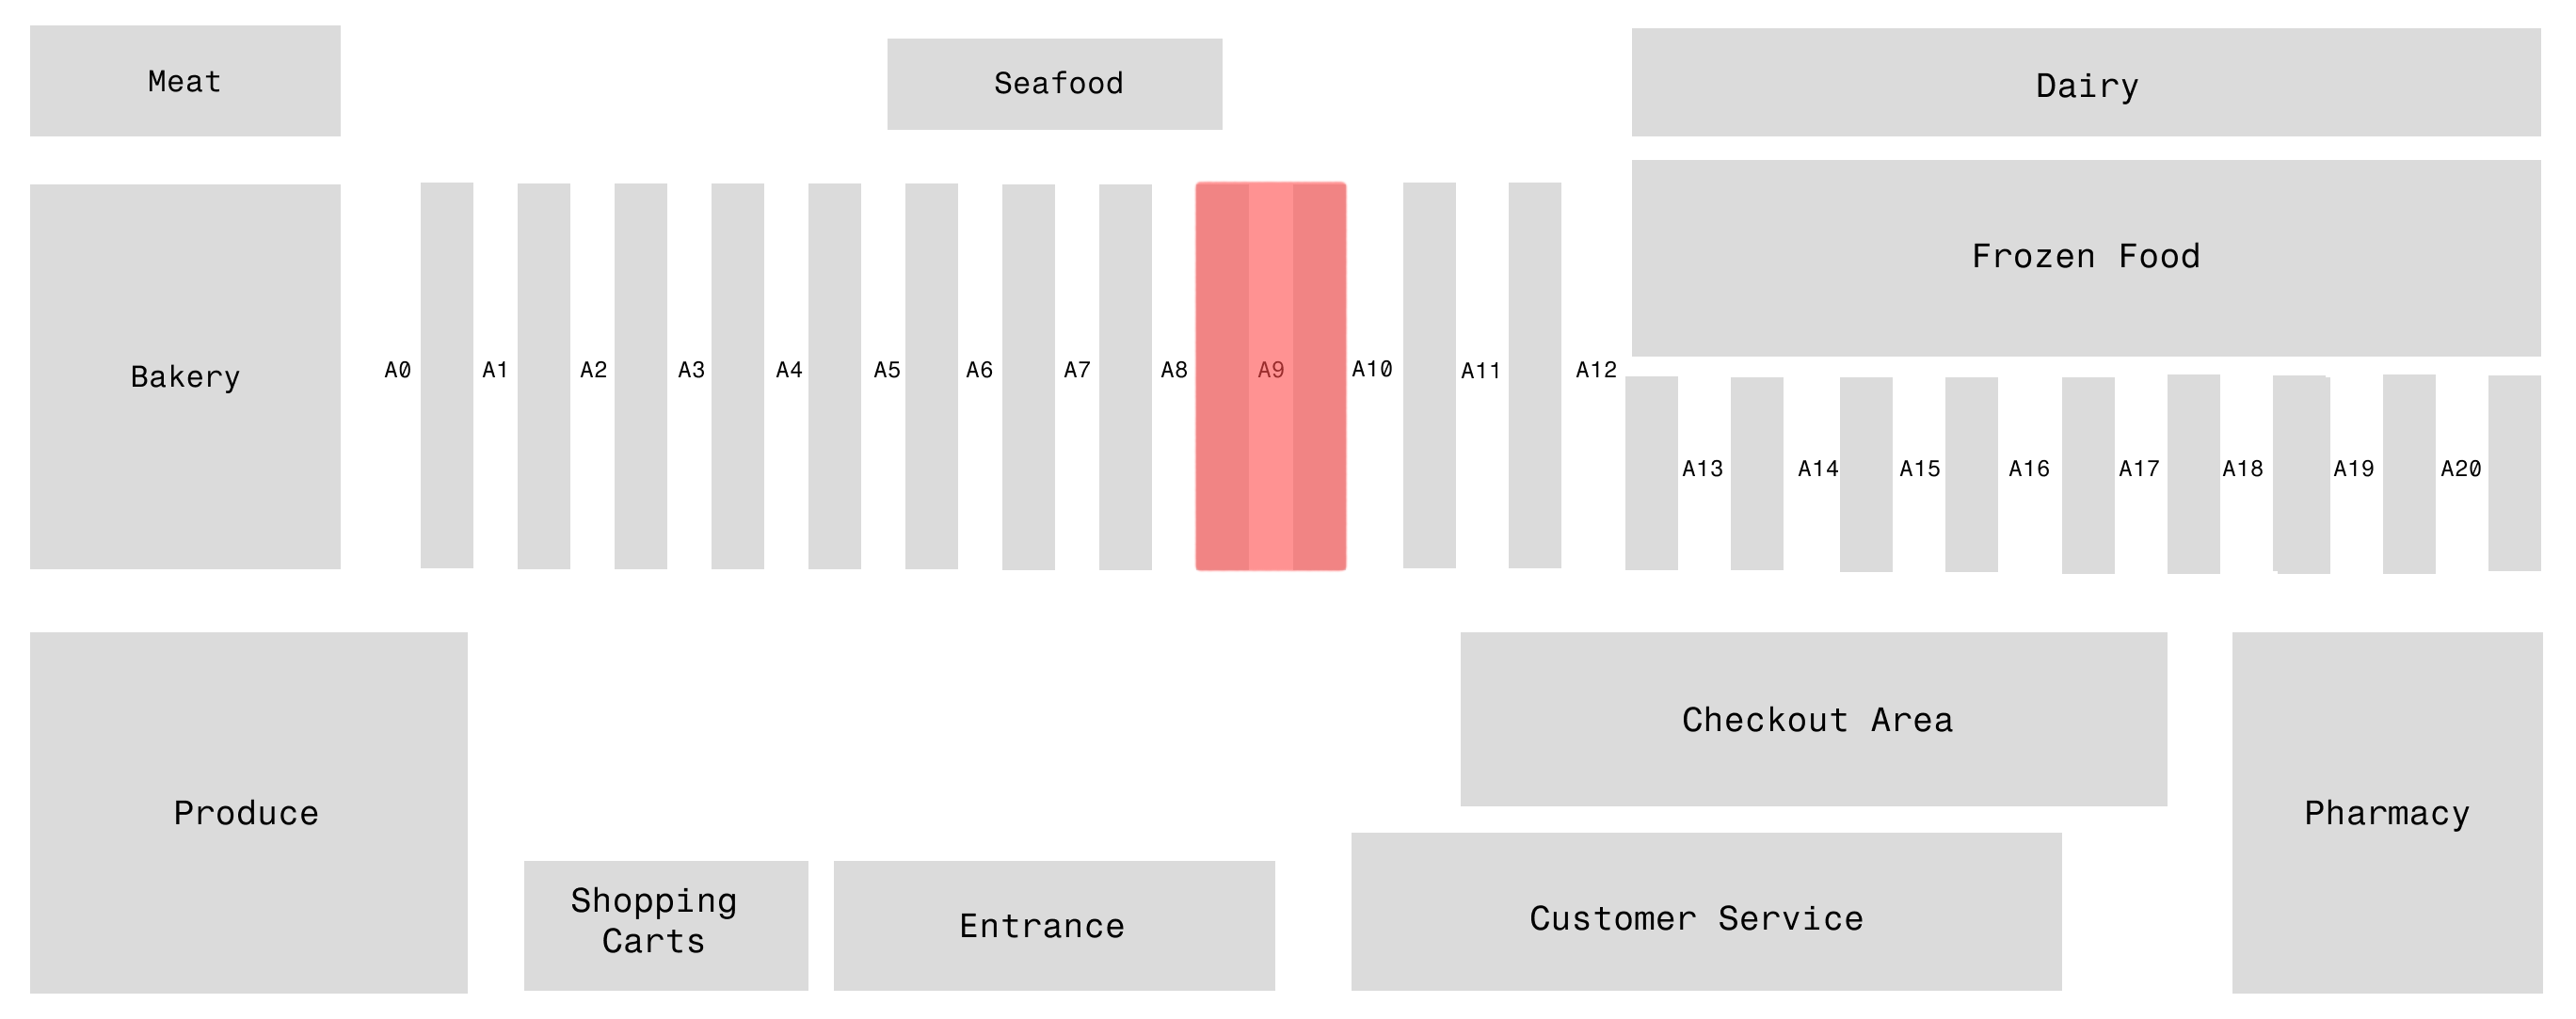 Meat
Seafood
Dairy
Frozen Food
Bakery
A0
A1
A2
A3
A4
A5
A6
A7
A8
A9
A10
A11
A12
A13
A14
A15
A16
A17
A18
A19
A20
Produce
Checkout Area
Pharmacy
Shopping
Carts
Entrance
Customer Service